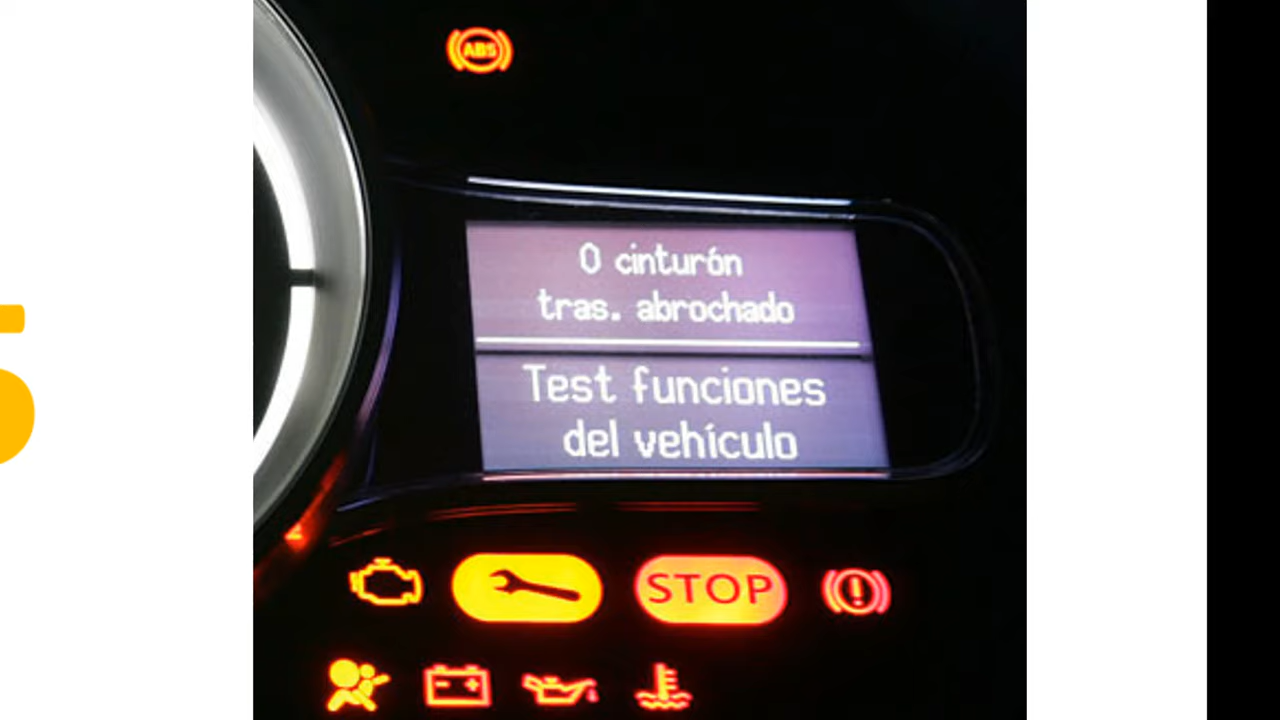 ABS
0 cinturón
tras. abrochado
Test funciones
del vehículo
STOP